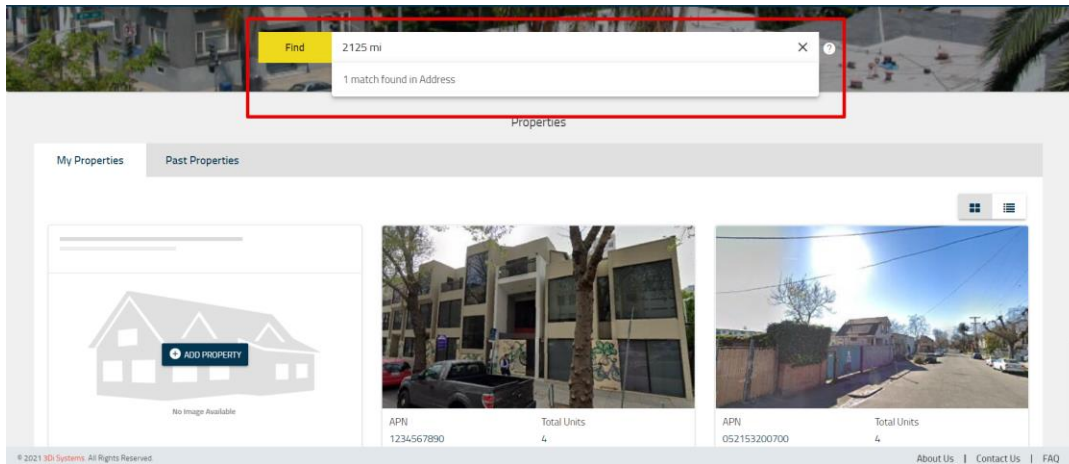 Find
2125 mi
×
?
1 match found in Address
Properties
My Properties
Past Properties
ADD PROPERTY
No Image Available
APN
Total Units
1234567890
4
APN
Total Units
052153200700
4
© 2021 3Di Systems. All Rights Reserved.
About Us | Contact Us | FAQ